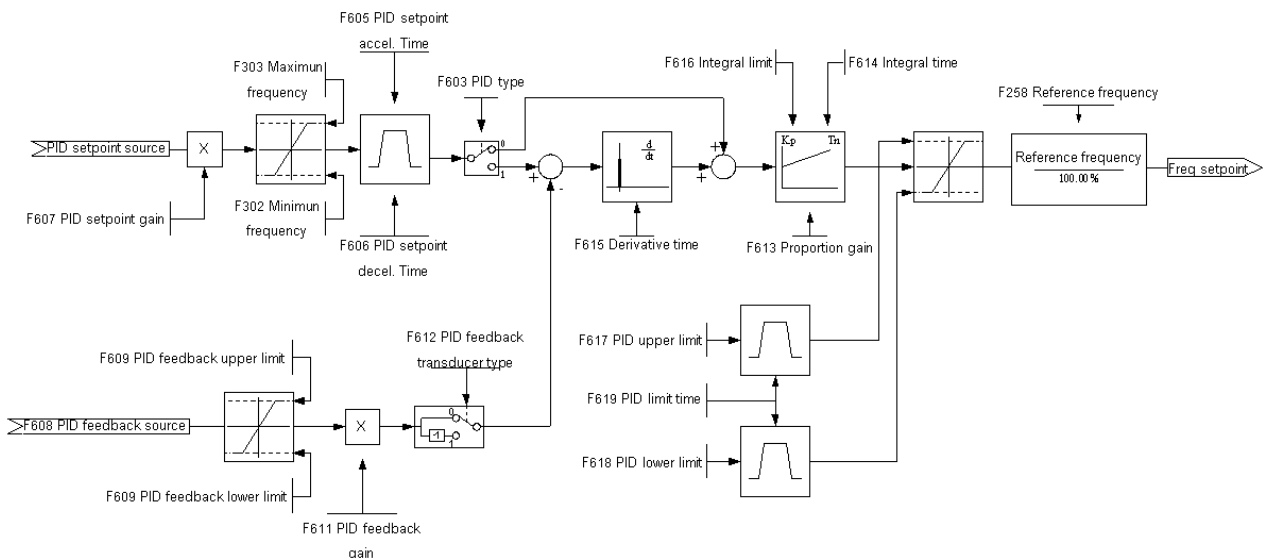 F605 PID setpoint
accel. Time
F303 Maximun
frequency
F603 PID type
F616 Integral limit
F614 Integral time
F258 Reference frequency
PID setpoint source
X
0
1
+
-
d
dt
+
+
Kp
Tn
Reference frequency
100.00%
Freq setpoint
F607 PID setpoint gain
F302 Minimun
frequency
F606 PID setpoint
decel. Time
F615 Derivative time
F613 Proportion gain
F609 PID feedback upper limit
F612 PID feedback
transducer type
F617 PID upper limit
F619 PID limit time
F608 PID feedback source
X
0
-1
1
F618 PID lower limit
F609 PID feedback lower limit
F611 PID feedback
gain